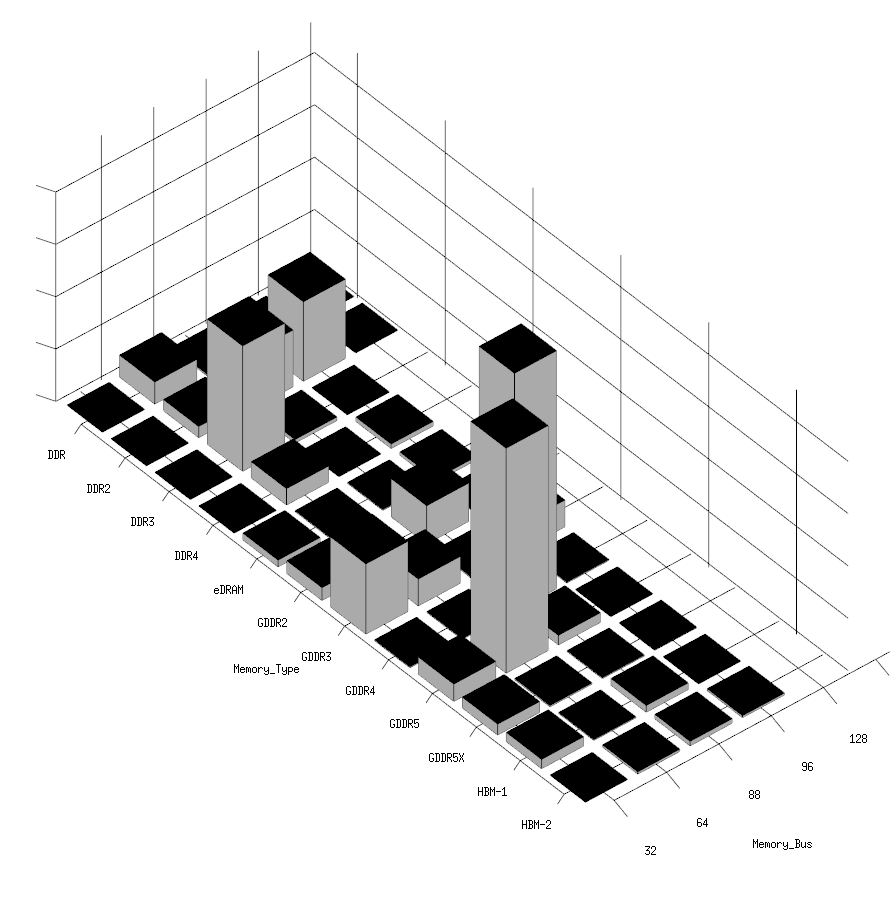 DDR
DDR2
DDR3
DDR4
eDRAM
GDDR2
GDDR3
Memory_Type
GDDR4
GDDR5
GDDR5X
HBM-1
HBM-2
128
96
88
64
32
Memory_Bus